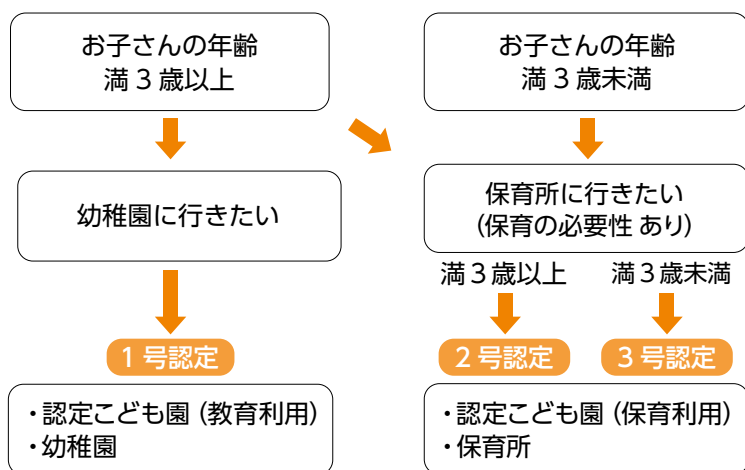 お子さんの年齢
満３歳以上
お子さんの年齢
満３歳未満
幼稚園に行きたい
保育所に行きたい
（保育の必要性 あり）
満３歳以上
満３歳未満
１号認定
２号認定
３号認定
・認定こども園（教育利用）
・幼稚園
・認定こども園（保育利用）
・保育所